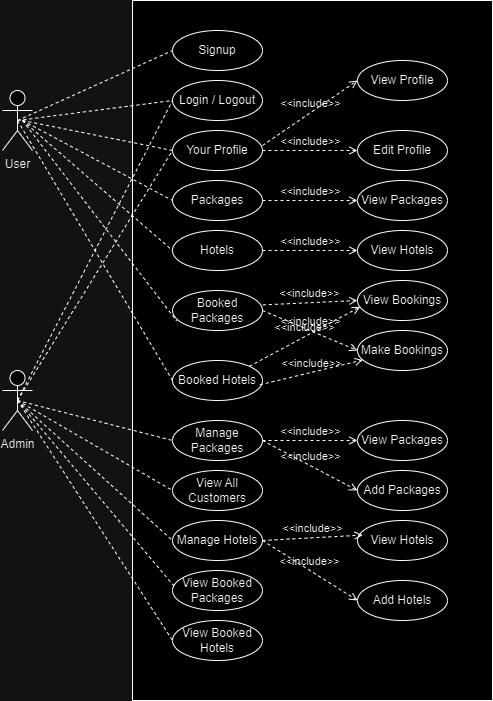 Signup
View Profile
Login / Logout
<<include>>
User
Your Profile
<<include>>
Edit Profile
Packages
<<include>>
View Packages
Hotels
<<include>>
View Hotels
Booked
Packages
<<include>>
View Bookings
<<include>>
<<include>>
Make Bookings
<<include>>
Booked Hotels
Admin
Manage
Packages
<<include>>
View Packages
<<include>>
View All
Customers
Add Packages
Manage Hotels
<<include>>
View Hotels
<<include>>
View Booked
Packages
Add Hotels
View Booked
Hotels